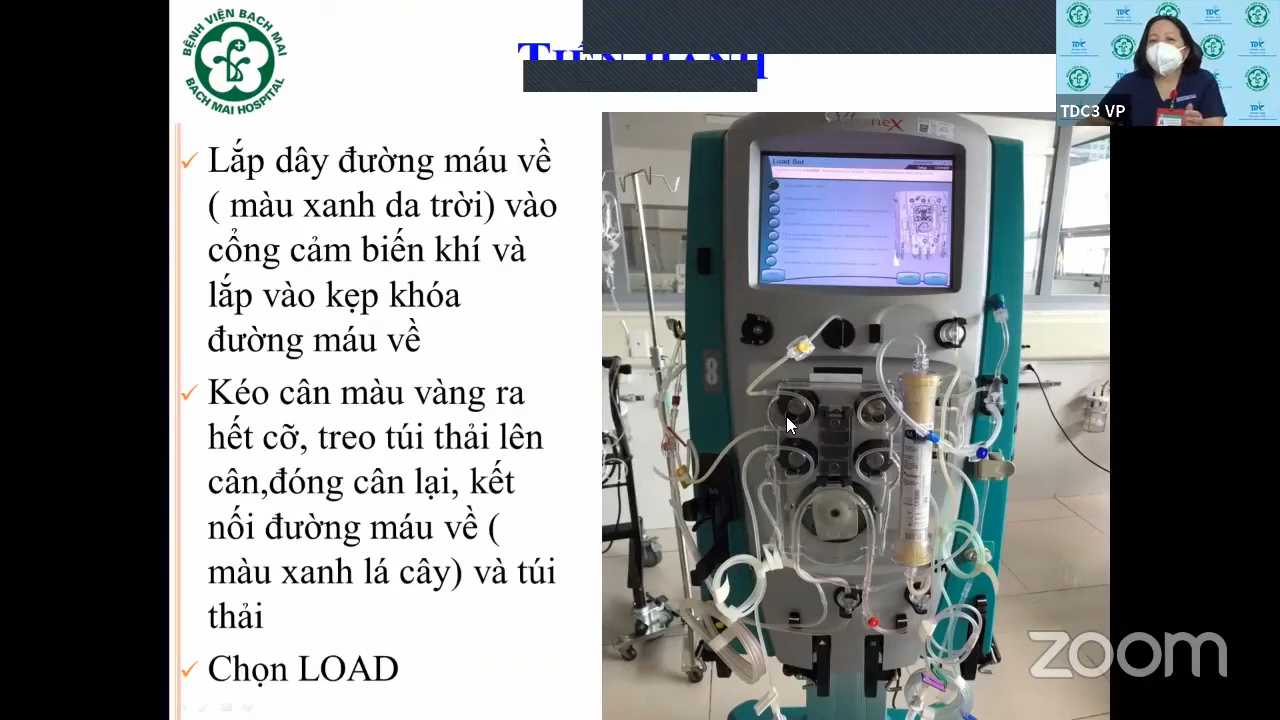 BỆNH VIỆN BẠCH MAI
BACH MAI HOSPITAL
TIẾN HÀNH
TDC3 VP
Lắp dây đường máu về
( màu xanh da trời) vào
cổng cảm biến khí và
lắp vào kẹp khóa
đường máu về
Kéo cân màu vàng ra
hết cỡ, treo túi thải lên
cân,đóng cân lại, kết
nối đường máu về (
màu xanh lá cây) và túi
thải
Chọn LOAD
Load Set
8
zoom